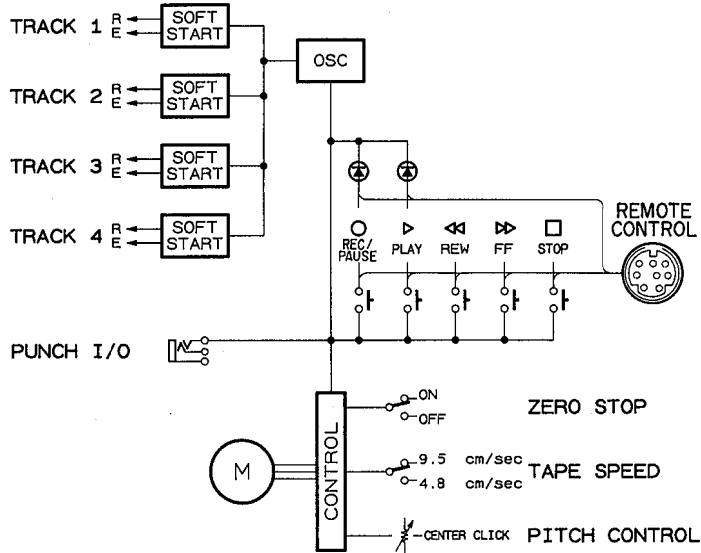 TRACK 1 R E SOFT START
OSC
TRACK 2 R E SOFT START
TRACK 3 R E SOFT START
TRACK 4 R E SOFT START
REMOTE CONTROL
REC/PAUSE PLAY REW FF STOP
PUNCH I/O
CONTROL
ON
OFF
ZERO STOP
M
9.5 cm/sec
4.8 cm/sec
TAPE SPEED
CENTER CLICK PITCH CONTROL